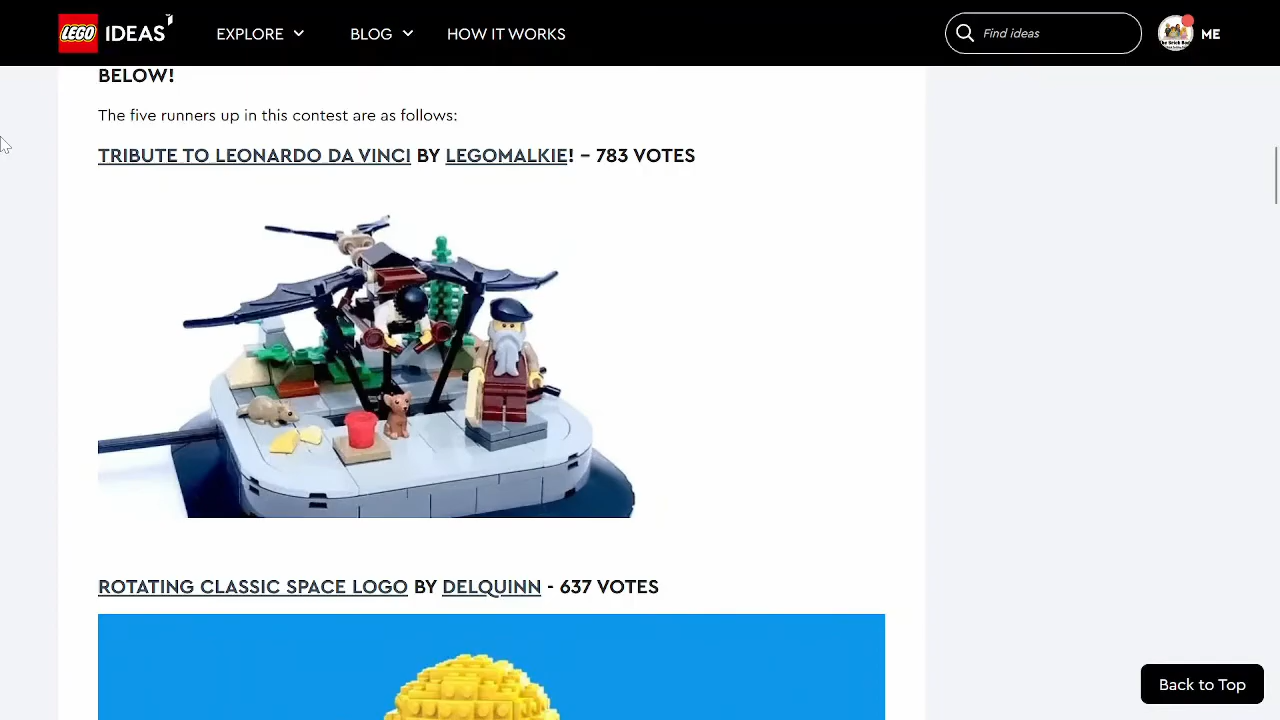 LEGO IDEAS EXPLORE BLOG HOW IT WORKS Find ideas ME
BELOW!
The five runners up in this contest are as follows:
TRIBUTE TO LEONARDO DA VINCI BY LEGOMALKIE! – 783 VOTES
ROTATING CLASSIC SPACE LOGO BY DELQUINN - 637 VOTES
Back to Top